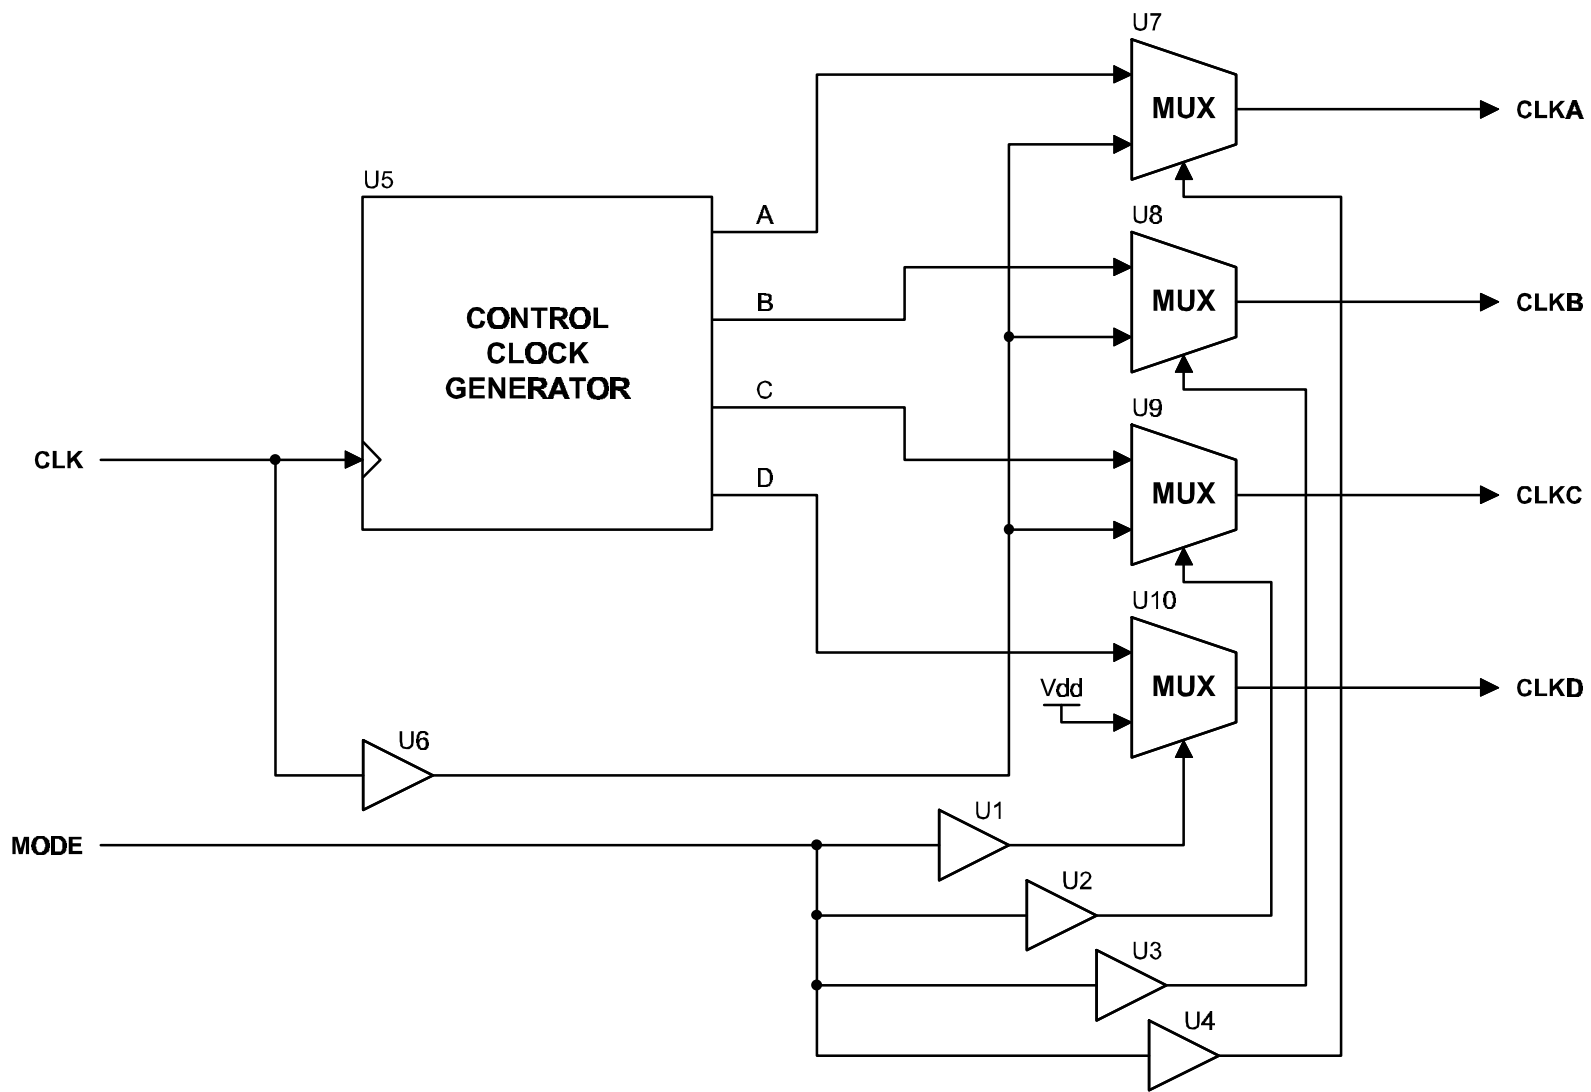 U7
MUX
CLKA
U5
A
U8
B
MUX
CLKB
CONTROL
CLOCK
GENERATOR
C
U9
CLK
D
MUX
CLKC
U10
Vdd
MUX
CLKD
U6
U1
MODE
U2
U3
U4